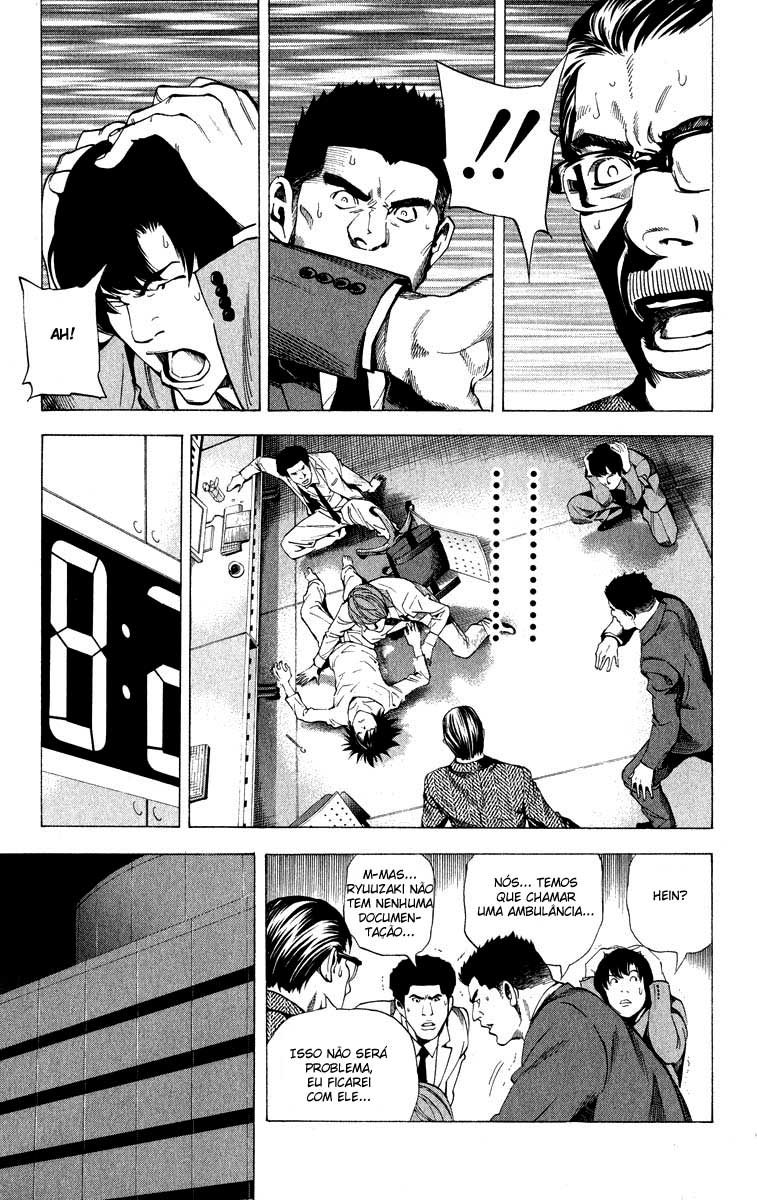 !!
AH!
HEIN?
NÓS... TEMOS
QUE CHAMAR
UMA AMBULÂNCIA...
M-MAS...
RYUUZAKI NÃO
TEM NENHUMA
DOCUMEN-
TAÇÃO...
ISSO NÃO SERÁ
PROBLEMA,
EU FICAREI
COM ELE...